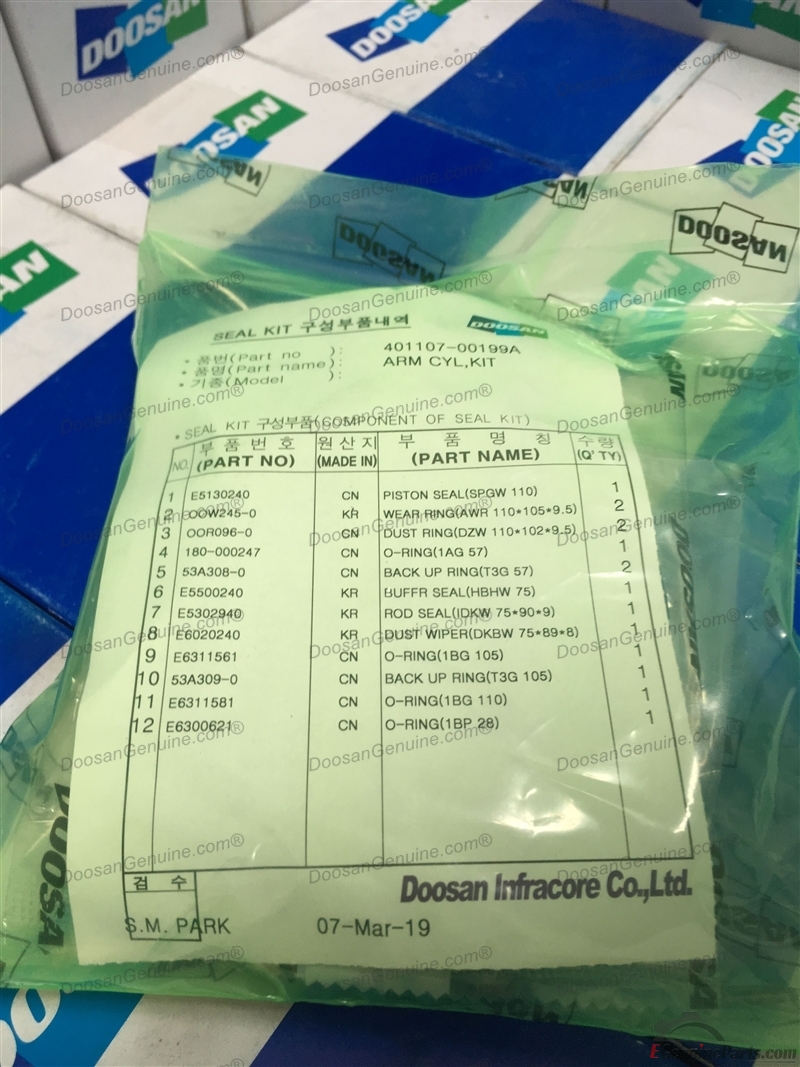 DOOSAN
DOOSAN
DOOSAN
DOOSAN
DOOSAN
DOOSAN
DOOSAN
SEAL KIT 구성부품내역
DOOSAN
• 품번(Part no ): 401107-00199A
• 품명(Part name): ARM CYL,KIT
• 기종(Model ):
• SEAL KIT 구성부품(COMPONENT OF SEAL KIT)
NO. 부품번호 (PART NO) 원산지 (MADE IN) 부품명칭 (PART NAME) 수량 (Q'TY)
1 E5130240 CN PISTON SEAL(SPGW 110) 1
2 OOW245-0 KR WEAR RING(AWR 110*105*9.5) 2
3 OOR096-0 CN DUST RING(DZW 110*102*9.5) 2
4 180-000247 CN O-RING(1AG 57) 1
5 53A308-0 CN BACK UP RING(T3G 57) 2
6 E5500240 KR BUFFR SEAL(HBHW 75) 1
7 E5302940 KR ROD SEAL(IDKW 75*90*9) 1
8 E6020240 KR DUST WIPER(DKBW 75*89*8) 1
9 E6311561 CN O-RING(1BG 105) 1
10 53A309-0 CN BACK UP RING(T3G 105) 1
11 E6311581 CN O-RING(1BG 110) 1
12 E6300621 CN O-RING(1BP 28) 1
검 수
Doosan Infracore Co.,Ltd.
S.M. PARK 07-Mar-19
DoosanGenuine.com®
EEngineParts.com